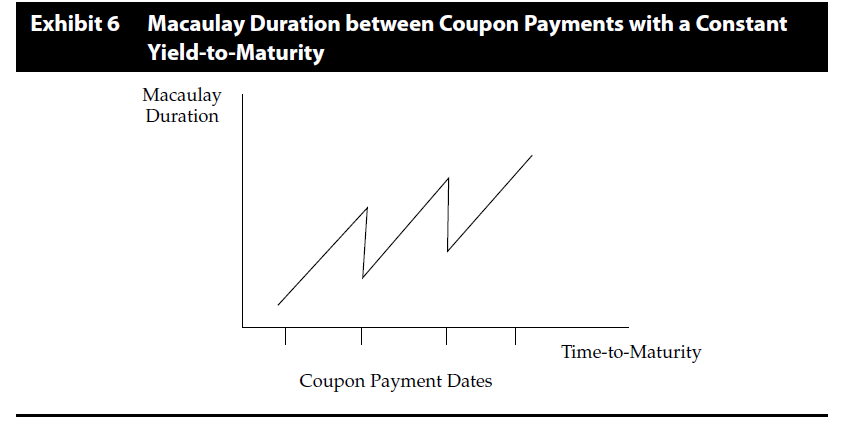 Exhibit 6 Macaulay Duration between Coupon Payments with a Constant
Yield-to-Maturity
Macaulay
Duration
Time-to-Maturity
Coupon Payment Dates